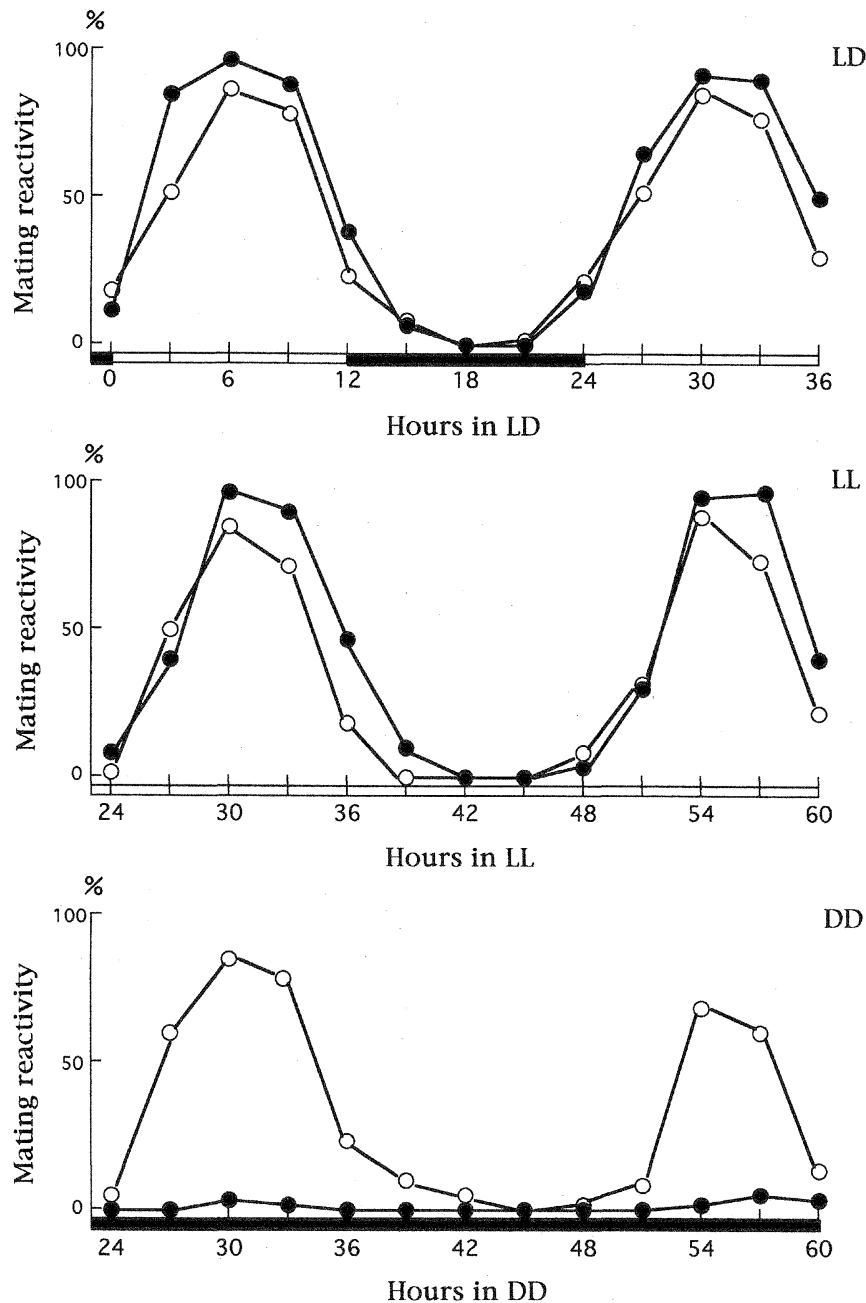 %
LD
100
50
0
Mating reactivity
0 6 12 18 24 30 36
Hours in LD
%
LL
100
50
0
Mating reactivity
24 30 36 42 48 54 60
Hours in LL
%
DD
100
50
0
Mating reactivity
24 30 36 42 48 54 60
Hours in DD